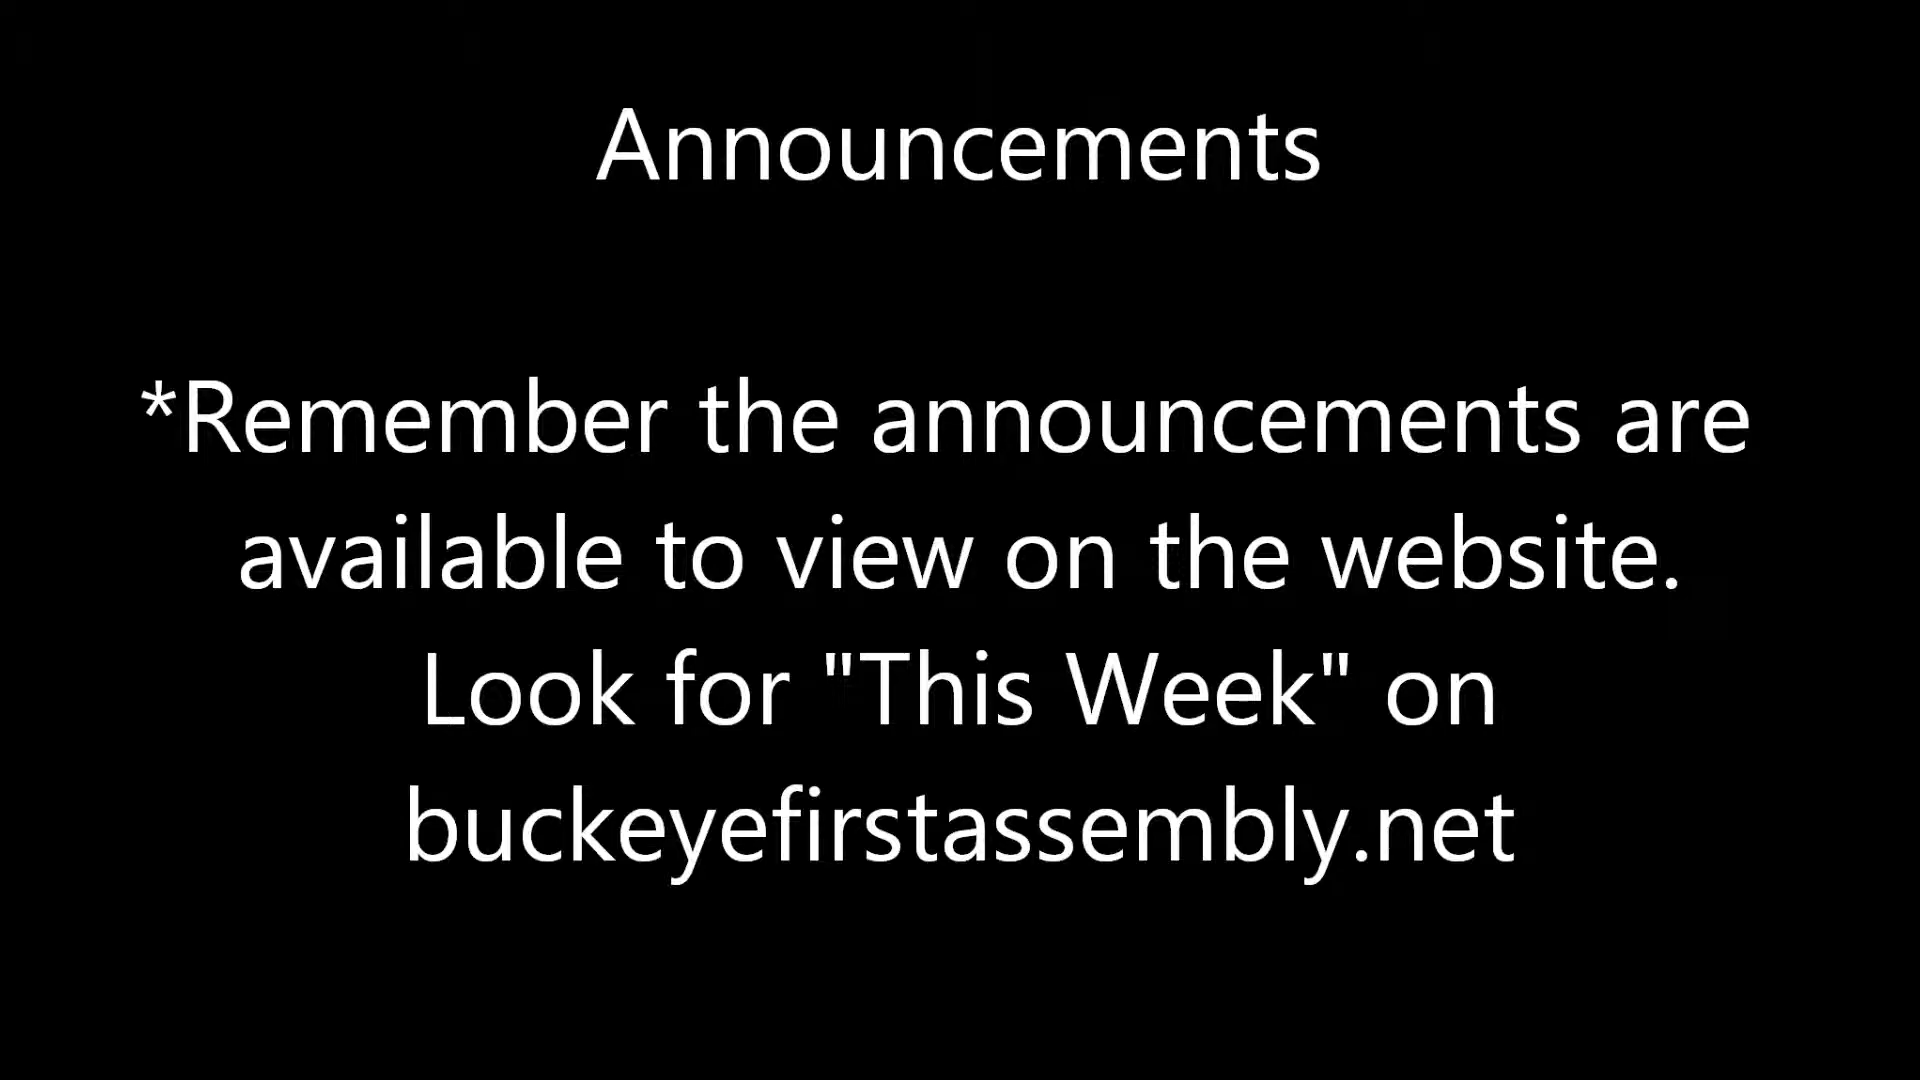 Announcements
*Remember the announcements are
available to view on the website.
Look for "This Week" on
buckeyefirstassembly.net